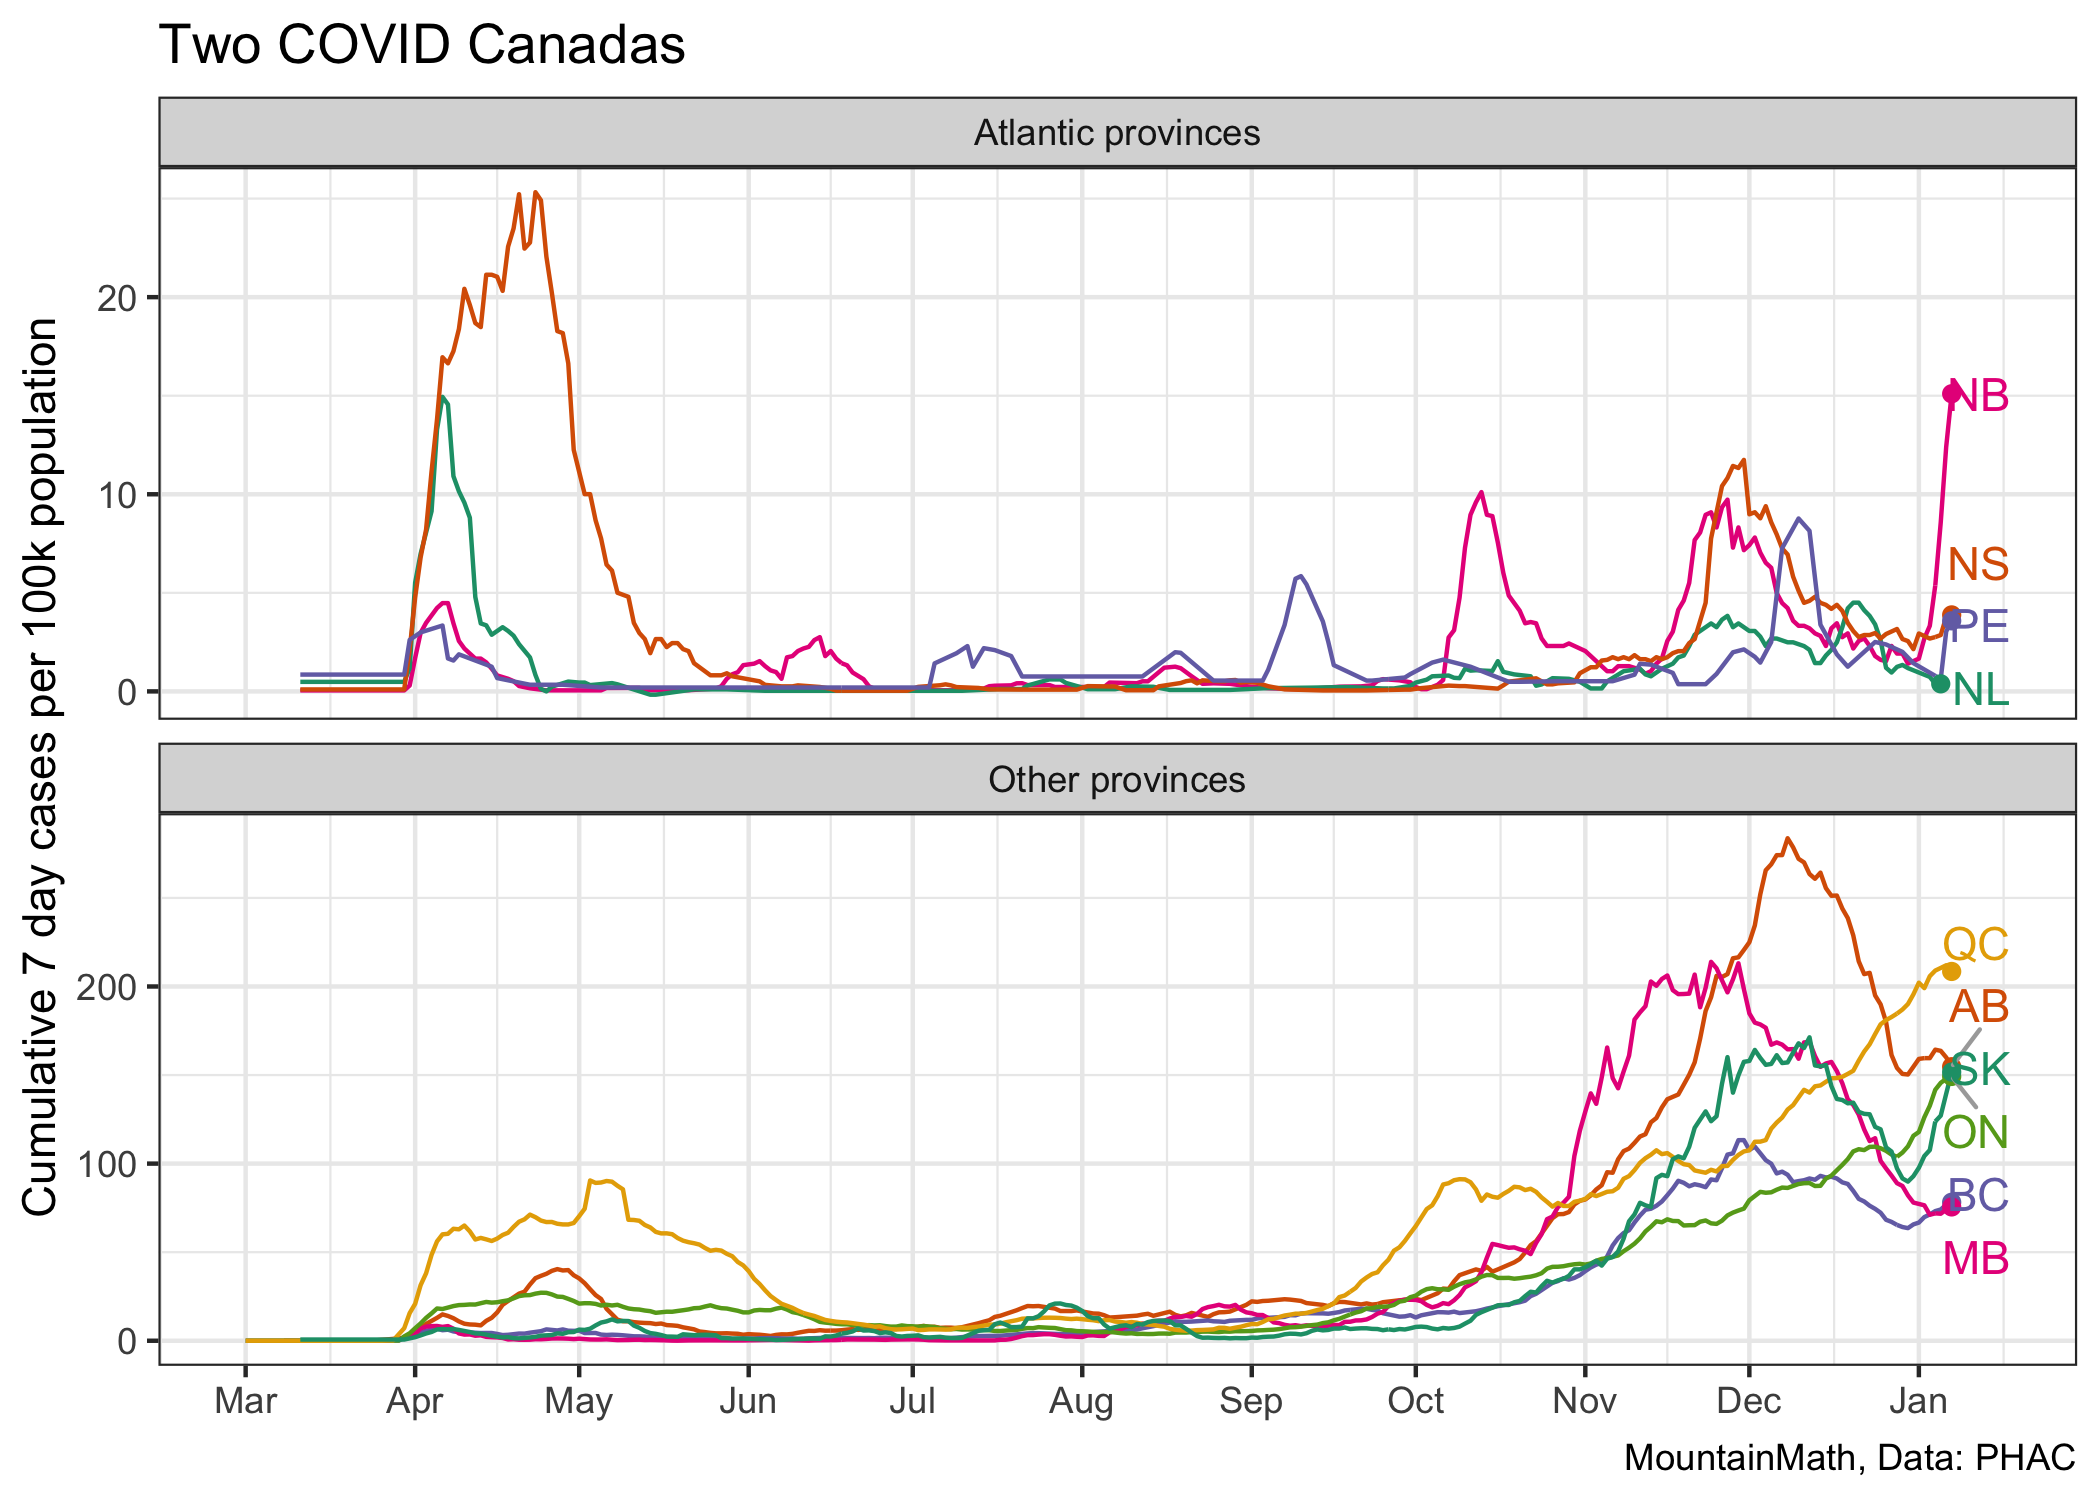 Two COVID Canadas
Atlantic provinces
20
10
0
NB
NS
PE
NL
Cumulative 7 day cases per 100k population
Other provinces
200
100
0
QC
AB
SK
ON
BC
MB
Mar Apr May Jun Jul Aug Sep Oct Nov Dec Jan
MountainMath, Data: PHAC